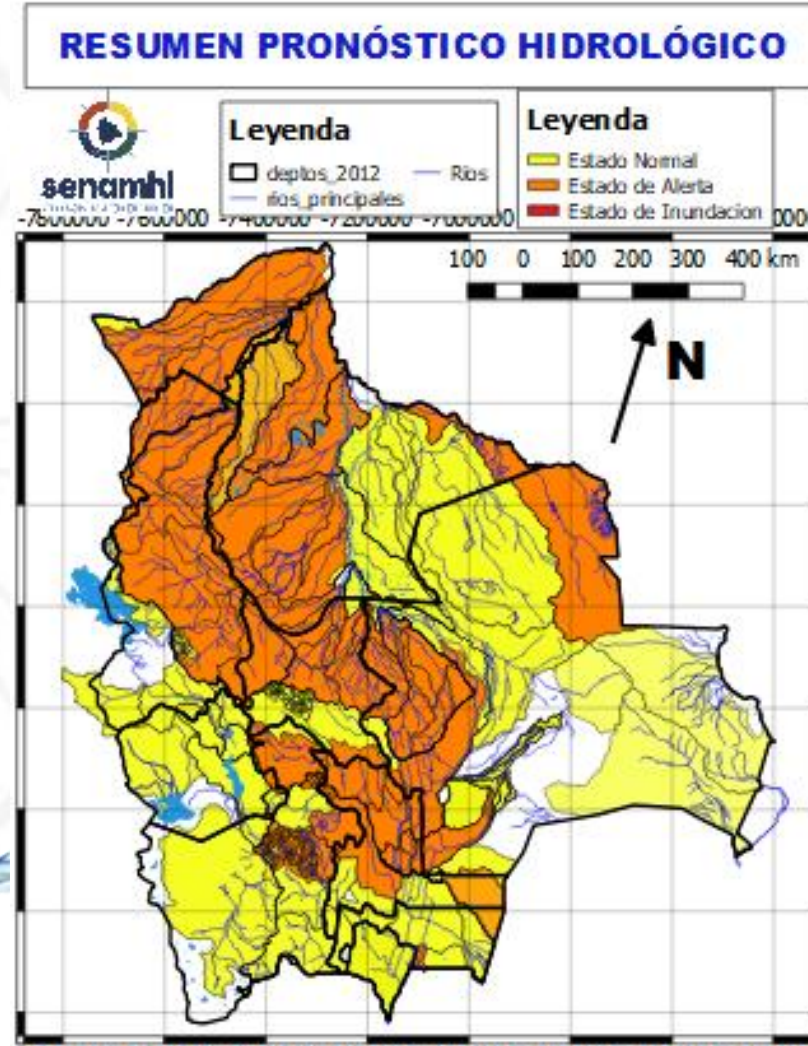 RESUMEN PRONÓSTICO HIDROLÓGICO
senamhi
Leyenda
deptos_2012
Rios
rios_principales
Leyenda
Estado Normal
Estado de Alerta
Estado de Inundacion
-7600000 -7400000 -7200000
100 0 100 200 300 400 km
N